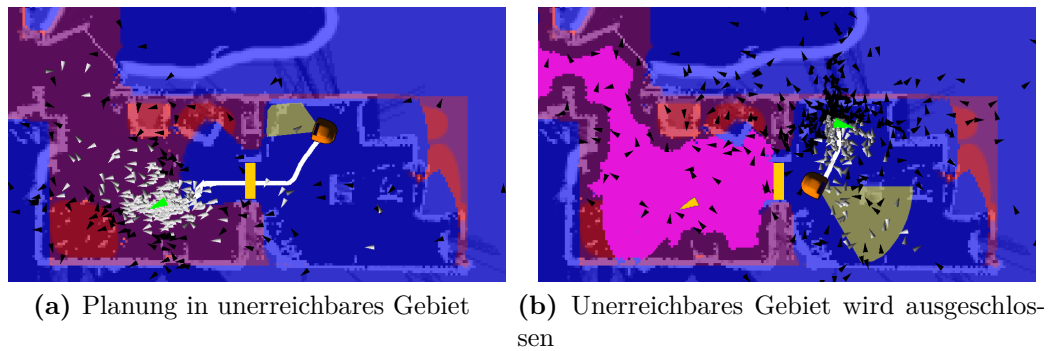 (a) Planung in unerreichbares Gebiet
(b) Unerreichbares Gebiet wird ausgeschlos-
sen